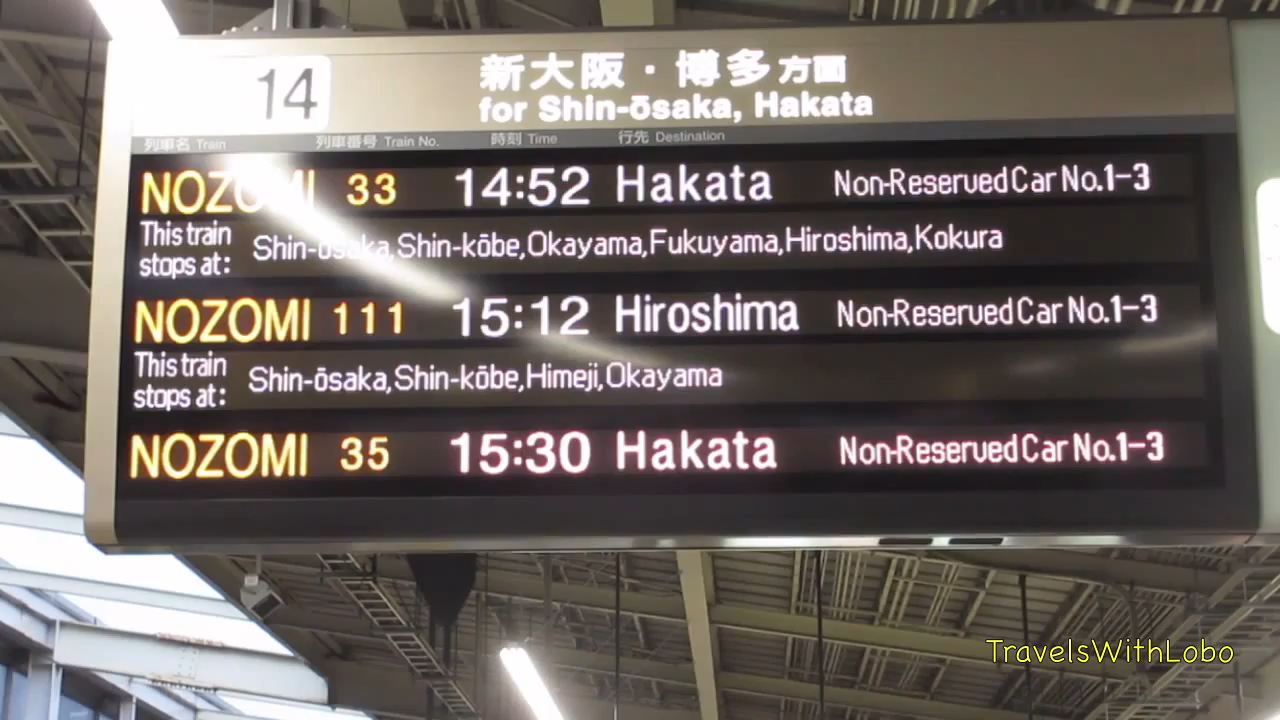 14
新大阪・博多方面
for Shin-ōsaka, Hakata
列車名 Train 列車番号 Train No. 時刻 Time 行先 Destination
NOZOMI 33 14:52 Hakata Non-Reserved Car No.1-3
This train stops at: Shin-ōsaka,Shin-kōbe,Okayama,Fukuyama,Hiroshima,Kokura
NOZOMI 111 15:12 Hiroshima Non-Reserved Car No.1-3
This train stops at: Shin-ōsaka,Shin-kōbe,Himeji,Okayama
NOZOMI 35 15:30 Hakata Non-Reserved Car No.1-3
TravelsWithLobo